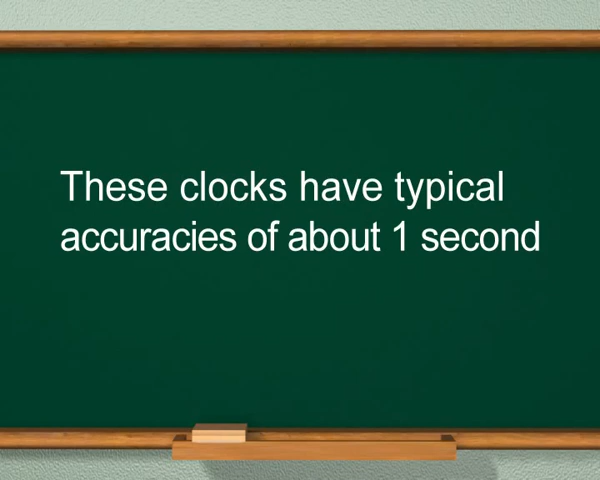 These clocks have typical
accuracies of about 1 second